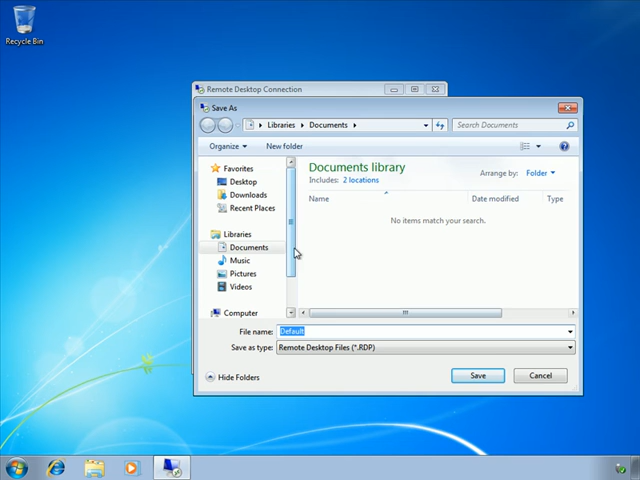 Recycle Bin
Remote Desktop Connection
Save As
Libraries Documents
Search Documents
Organize New folder
Favorites
Desktop
Downloads
Recent Places
Libraries
Documents
Music
Pictures
Videos
Computer
Documents library
Includes: 2 locations
Arrange by: Folder
Name Date modified Type
No items match your search.
File name: Default
Save as type: Remote Desktop Files (*.RDP)
Hide Folders
Save Cancel